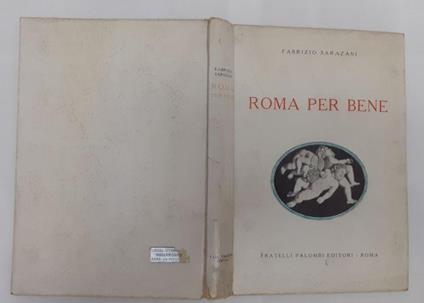 FABRIZIO SARAZANI
ROMA PER BENE
FRATELLI PALOMBI EDITORI - ROMA
FABRIZIO
SARAZANI
ROMA
PER BENE